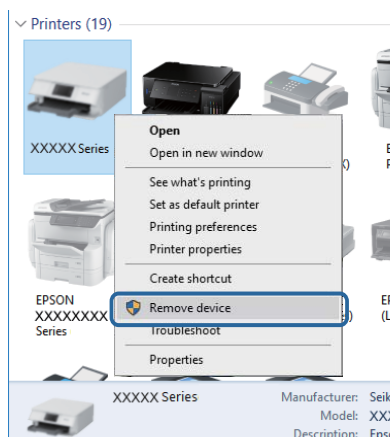 Printers (19)
XXXXX Series
Open
Open in new window
See what's printing
Set as default printer
Printing preferences
Printer properties
Create shortcut
Remove device
Troubleshoot
Properties
EPSON
XXXXXXXX
Series
XXXXX Series
Manufacturer:
Model:
Description: